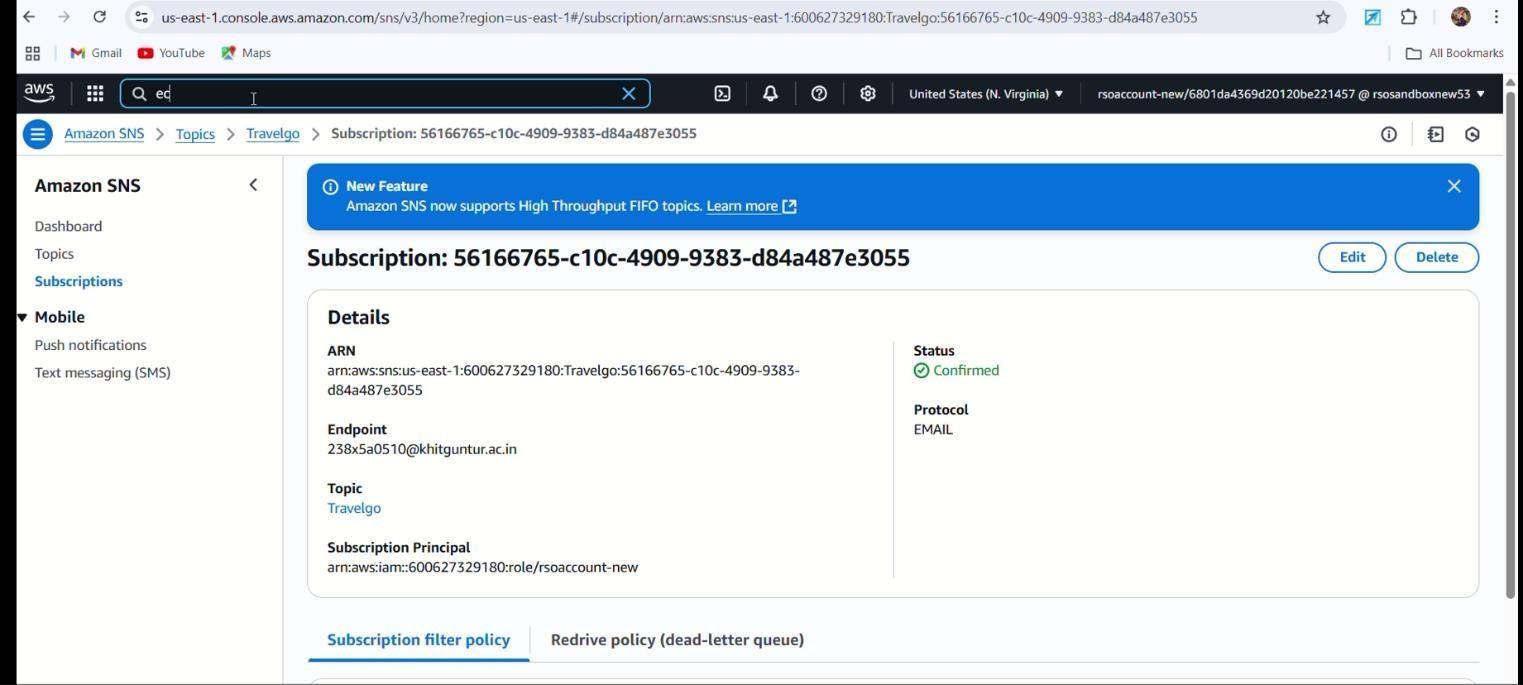 us-east-1.console.aws.amazon.com/sns/v3/home?region=us-east-1#/subscription/arn:aws:sns:us-east-1:600627329180:Travelgo:56166765-c10c-4909-9383-d84a487e3055
Gmail YouTube Maps All Bookmarks
aws ec United States (N. Virginia) rsoaccount-new/6801da4369d20120be221457 @ rsosandboxnew53
Amazon SNS Topics Travelgo Subscription: 56166765-c10c-4909-9383-d84a487e3055
Amazon SNS
Dashboard
Topics
Subscriptions
Mobile
Push notifications
Text messaging (SMS)
New Feature
Amazon SNS now supports High Throughput FIFO topics. Learn more
Subscription: 56166765-c10c-4909-9383-d84a487e3055
Edit Delete
Details
ARN
arn:aws:sns:us-east-1:600627329180:Travelgo:56166765-c10c-4909-9383-
d84a487e3055
Endpoint
238x5a0510@khitguntur.ac.in
Topic
Travelgo
Subscription Principal
arn:aws:iam::600627329180:role/rsoaccount-new
Status
Confirmed
Protocol
EMAIL
Subscription filter policy Redrive policy (dead-letter queue)